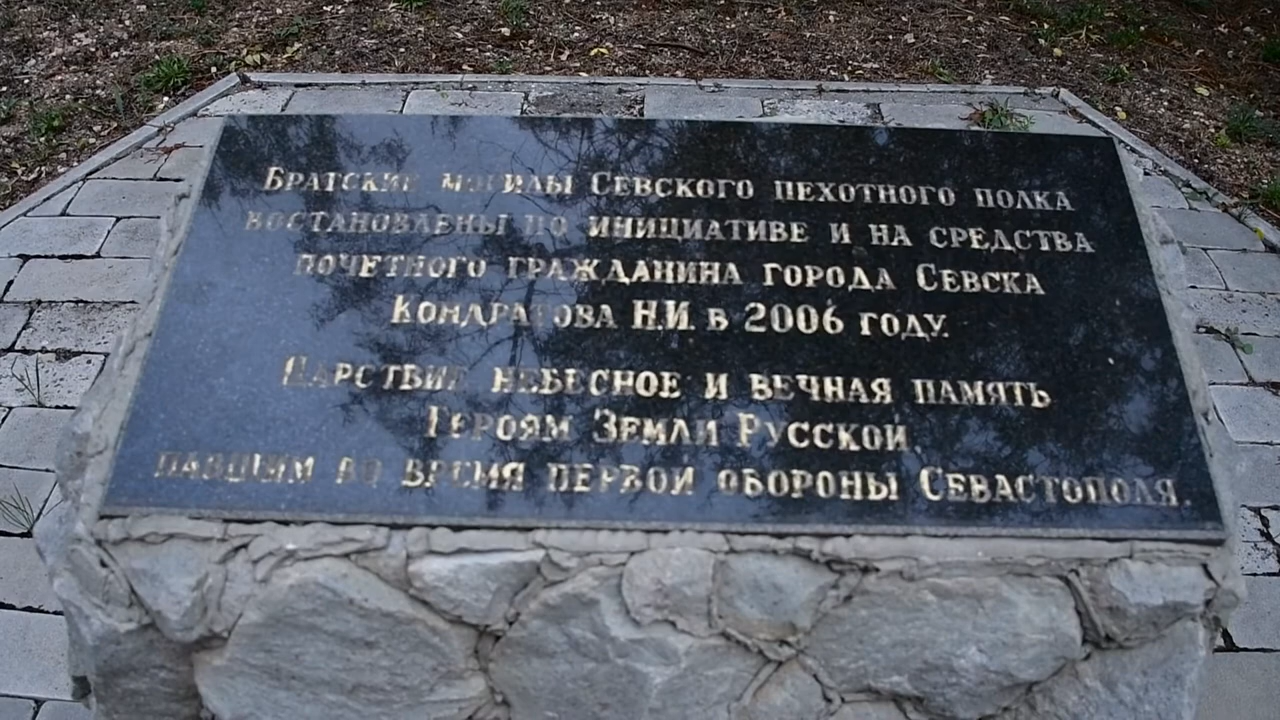 Братские могилы Севского пехотного полка
востановлены по инициативе и на средства
почетного гражданина города Севска
Кондратова Н.И. в 2006 году.
Царствие небесное и вечная память
Героям Земли Русской
павшим во время первой обороны Севастополя.